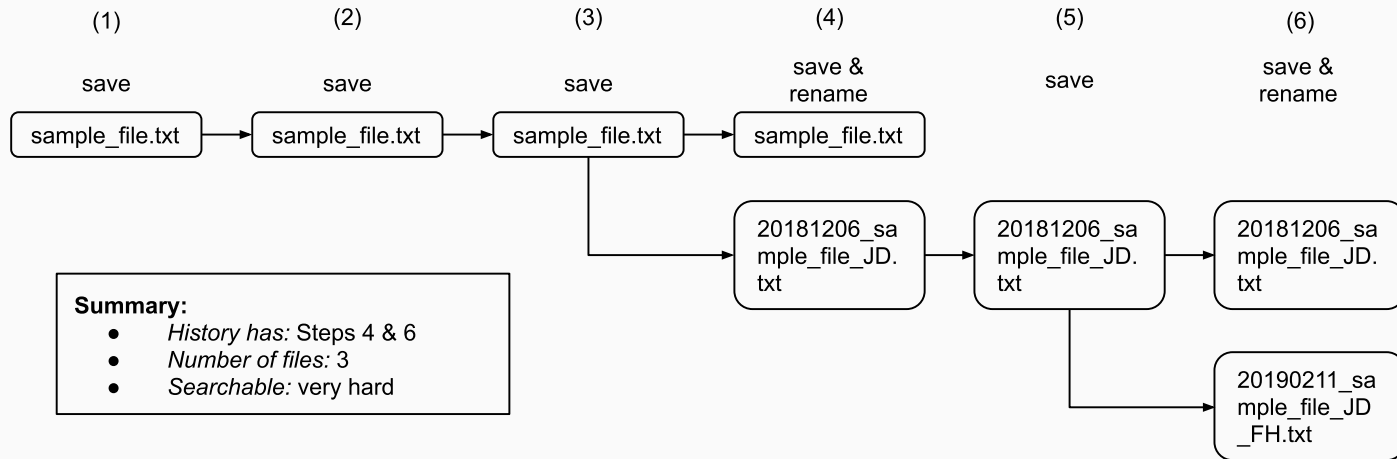 (1)
(2)
(3)
(4)
(5)
(6)
save
save
save
save &
rename
save
save &
rename
sample_file.txt
sample_file.txt
sample_file.txt
sample_file.txt
20181206_sa
mple_file_JD.
txt
20181206_sa
mple_file_JD.
txt
20181206_sa
mple_file_JD.
txt
Summary:
● History has: Steps 4 & 6
● Number of files: 3
● Searchable: very hard
20190211_sa
mple_file_JD
_FH.txt